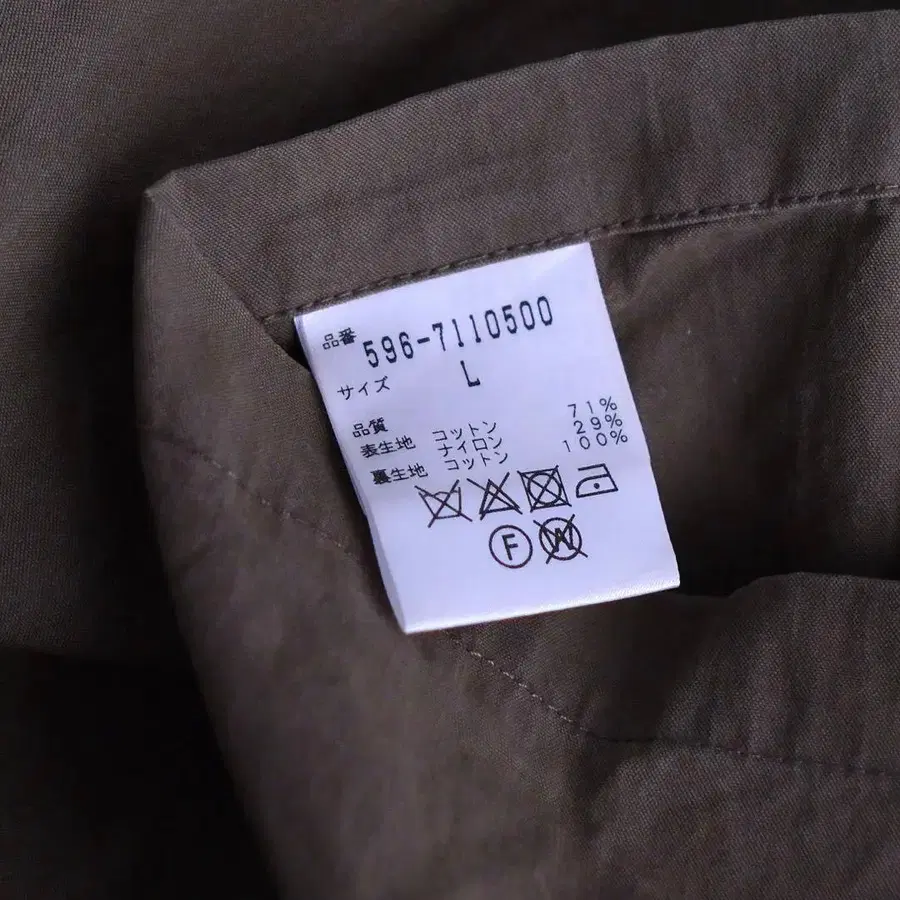 品番 596-7110500
サイズ L
品質
表生地 コットン 71%
ナイロン 29%
裏生地 コットン 100%
F W